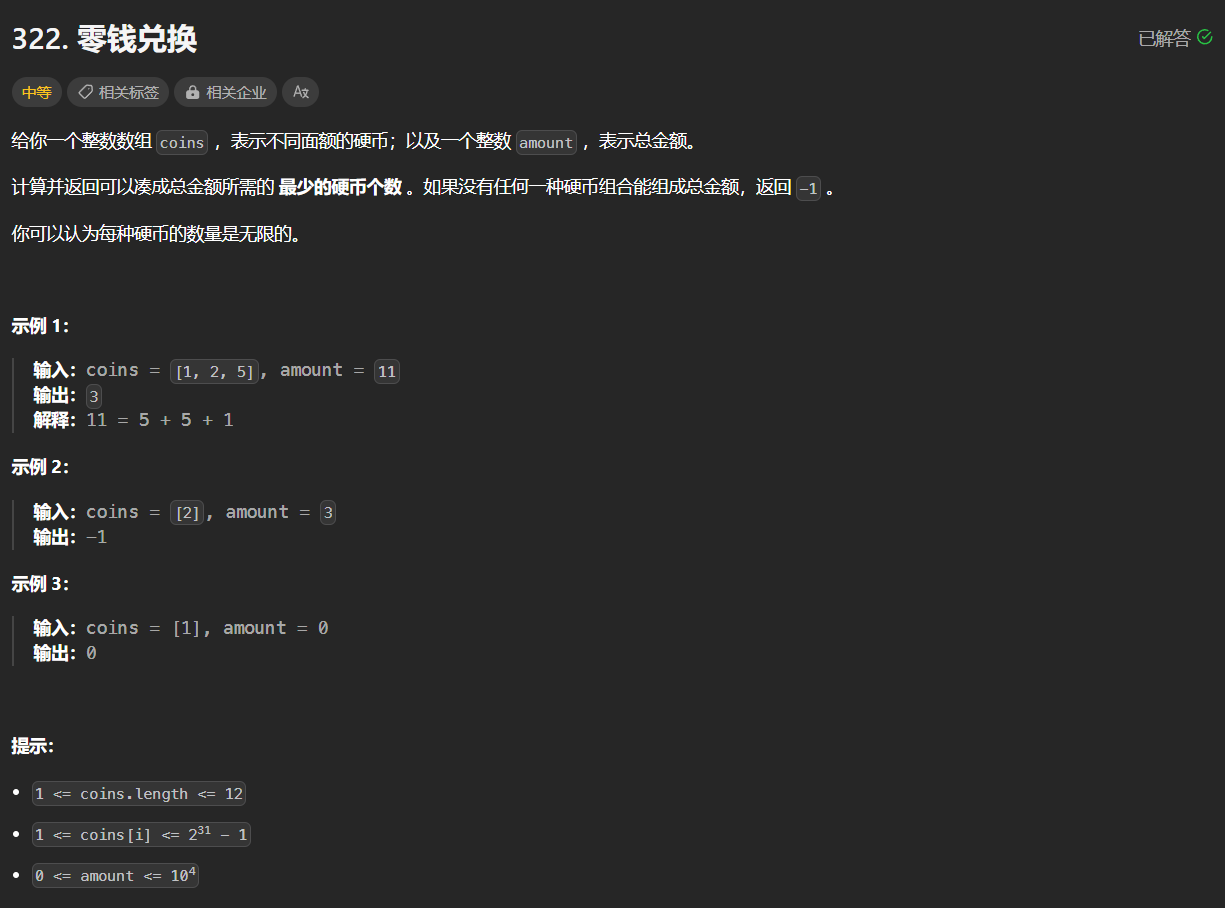 322. 零钱兑换
已解答
中等 相关标签 相关企业 Ax
给你一个整数数组 coins ，表示不同面额的硬币；以及一个整数 amount ，表示总金额。
计算并返回可以凑成总金额所需的 最少的硬币个数 。如果没有任何一种硬币组合能组成总金额，返回 -1 。
你可以认为每种硬币的数量是无限的。
示例 1：
输入：coins = [1, 2, 5], amount = 11
输出：3
解释：11 = 5 + 5 + 1
示例 2：
输入：coins = [2], amount = 3
输出：-1
示例 3：
输入：coins = [1], amount = 0
输出：0
提示：
• 1 <= coins.length <= 12
• 1 <= coins[i] <= 2³¹ - 1
• 0 <= amount <= 10⁴